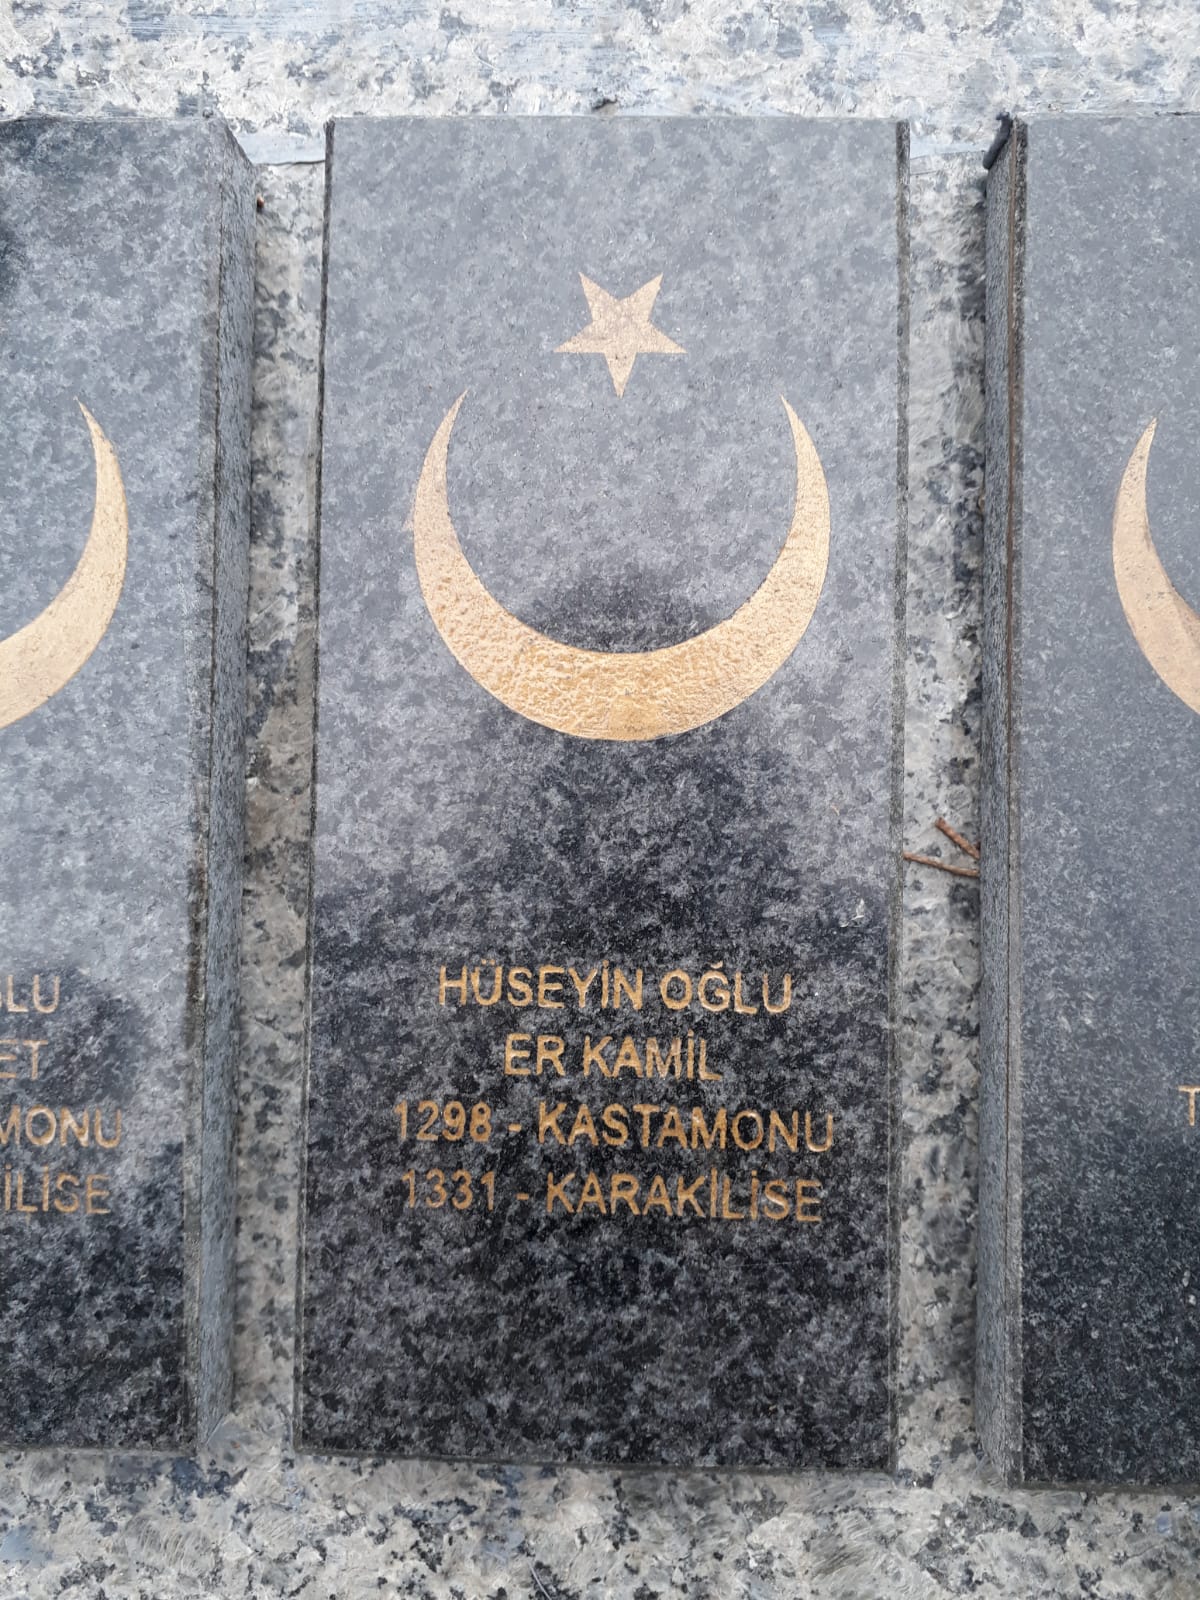 HÜSEYİN OĞLU
ER KAMİL
1298 - KASTAMONU
1331 - KARAKİLİSE